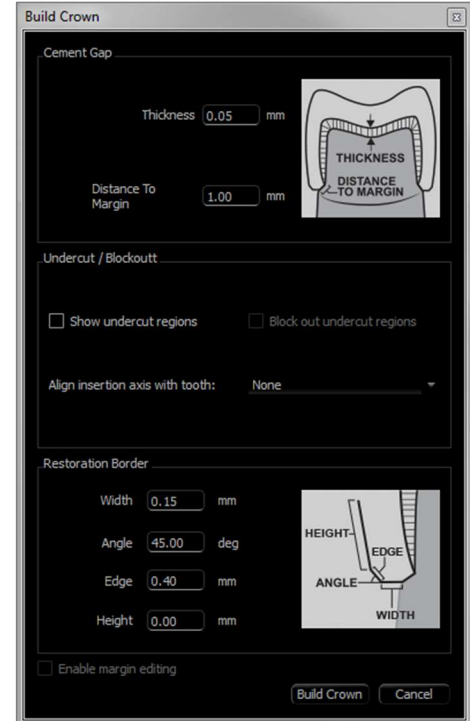 Build Crown
Cement Gap
Thickness 0.05 mm
THICKNESS
DISTANCE
TO MARGIN
Distance To
Margin
1.00 mm
Undercut / Blockoutt
Show undercut regions
Block out undercut regions
Align insertion axis with tooth: None
Restoration Border
Width 0.15 mm
Angle 45.00 deg
Edge 0.40 mm
Height 0.00 mm
HEIGHT
EDGE
ANGLE
WIDTH
Enable margin editing
Build Crown Cancel